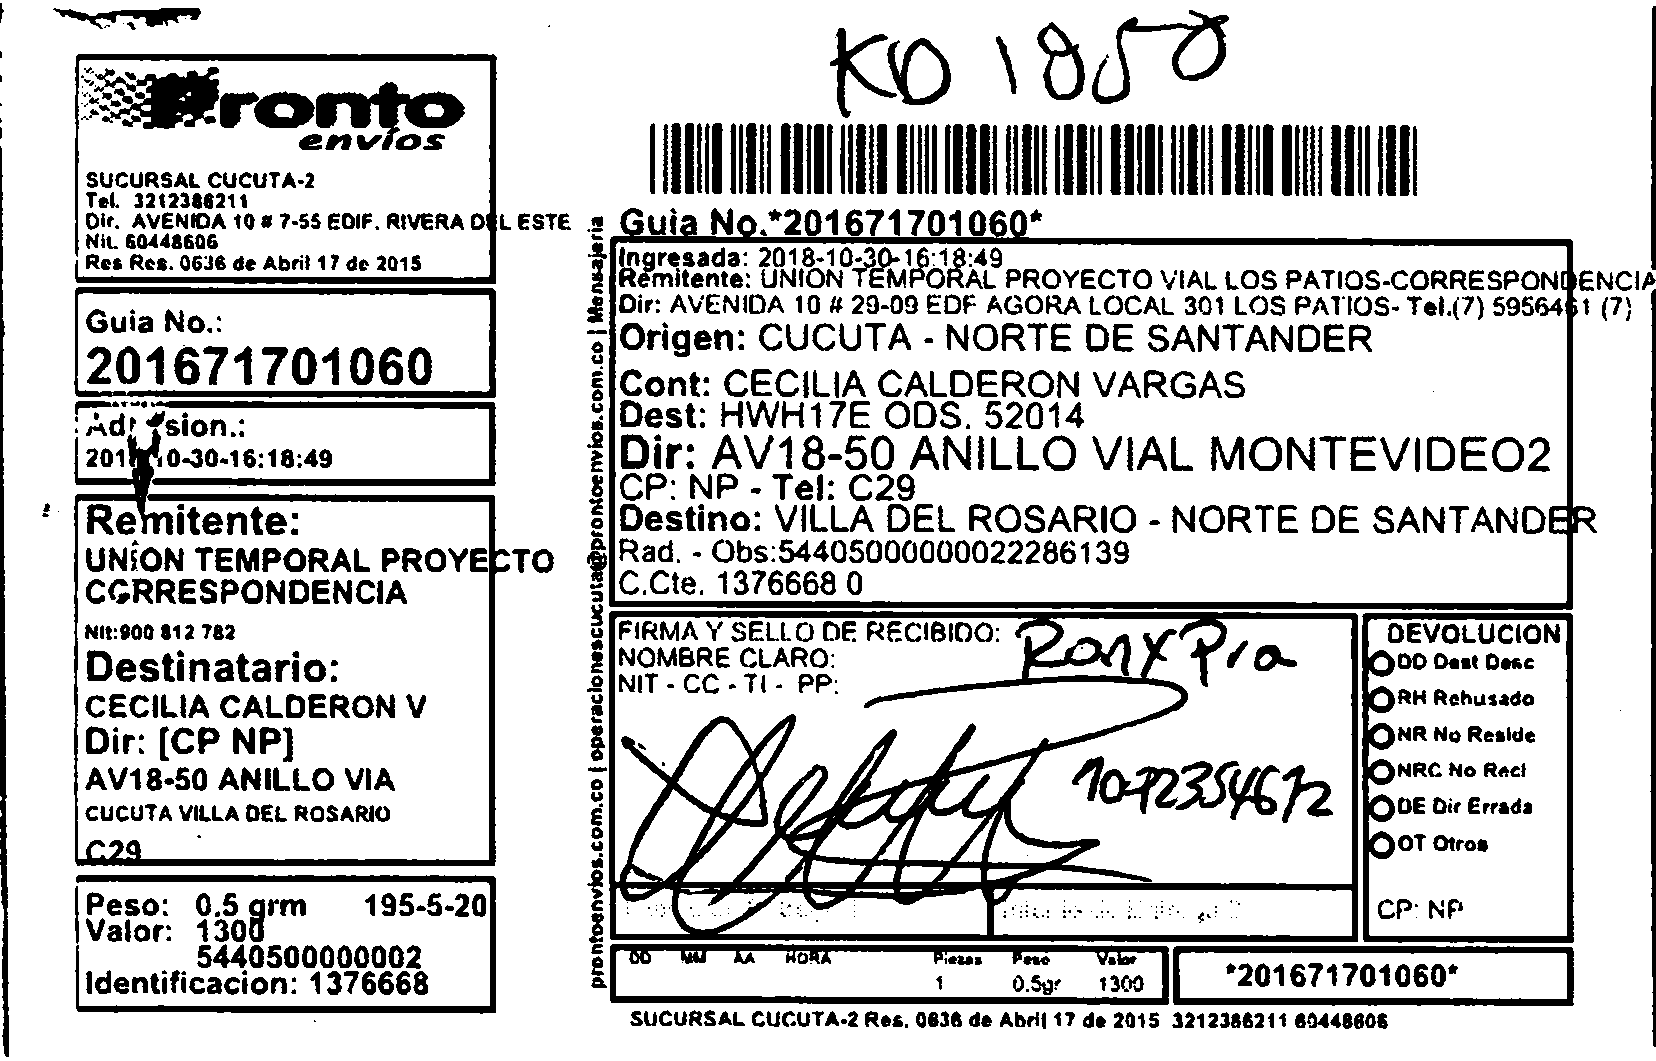 KD 1850
Pronto
envíos
SUCURSAL CUCUTA-2
Tel. 3212386211
Dir. AVENIDA 10 # 7-55 EDIF. RIVERA DEL ESTE
Nit. 60448606
Res Res. 0636 de Abril 17 de 2015
Guia No.:
201671701060
10-30-16:18:49
Remitente:
UNION TEMPORAL PROYECTO
CORRESPONDENCIA
Nit:900 812 782
Destinatario:
CECILIA CALDERON V
Dir: [CP NP]
AV18-50 ANILLO VIA
CUCUTA VILLA DEL ROSARIO
C29
Peso: 0.5 grm 195-5-20
Valor: 1300
5440500000002
Identificacion: 1376668
prontoenvios.com.co | operacionescucuta@prontoenvios.com.co | Mensajeria
Guia No.*201671701060*
Ingresada: 2018-10-30-16:18:49
Remitente: UNION TEMPORAL PROYECTO VIAL LOS PATIOS-CORRESPONDENCIA
Dir: AVENIDA 10 # 29-09 EDF AGORA LOCAL 301 LOS PATIOS- Tel.(7) 5956461 (7)
Origen: CUCUTA - NORTE DE SANTANDER
Cont: CECILIA CALDERON VARGAS
Dest: HWH17E ODS. 52014
Dir: AV18-50 ANILLO VIAL MONTEVIDEO2
CP: NP - Tel: C29
Destino: VILLA DEL ROSARIO - NORTE DE SANTANDER
Rad. - Obs:544050000000022286139
C.Cte. 1376668 0
FIRMA Y SELLO DE RECIBIDO:
NOMBRE CLARO:
NIT - CC - TI - PP:
1072354672
DEVOLUCION
DD Dest Desc
RH Rehusado
NR No Reside
NRC No Recl
DE Dir Errada
OT Otros
CP: NP
DD MM AA HORA Piezas Peso Valor
1 0.5gr 1300
*201671701060*
SUCURSAL CUCUTA-2 Res. 0636 de Abril 17 de 2015 3212386211 60448606